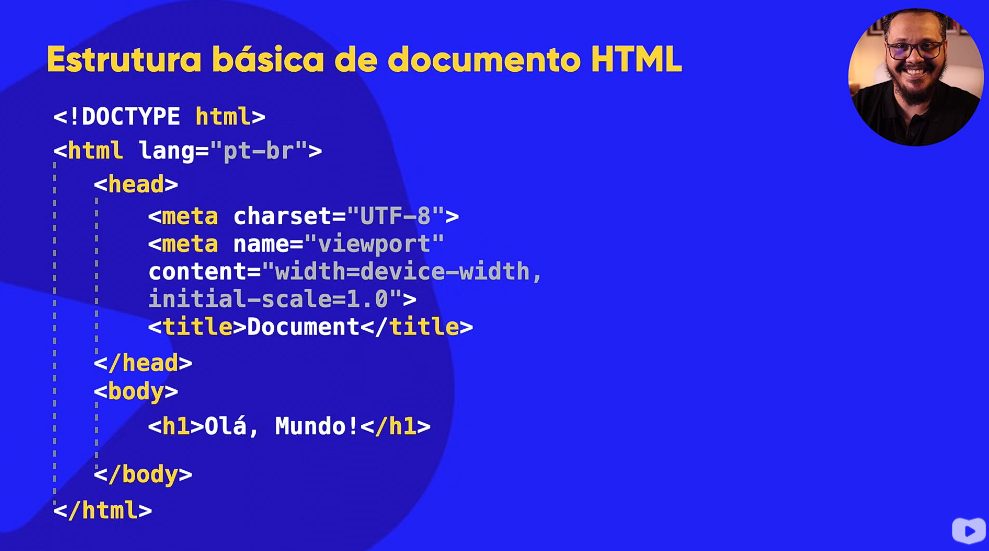 Estrutura básica de documento HTML
<!DOCTYPE html>
<html lang="pt-br">
<head>
<meta charset="UTF-8">
<meta name="viewport"
content="width=device-width,
initial-scale=1.0">
<title>Document</title>
</head>
<body>
<h1>Olá, Mundo!</h1>
</body>
</html>